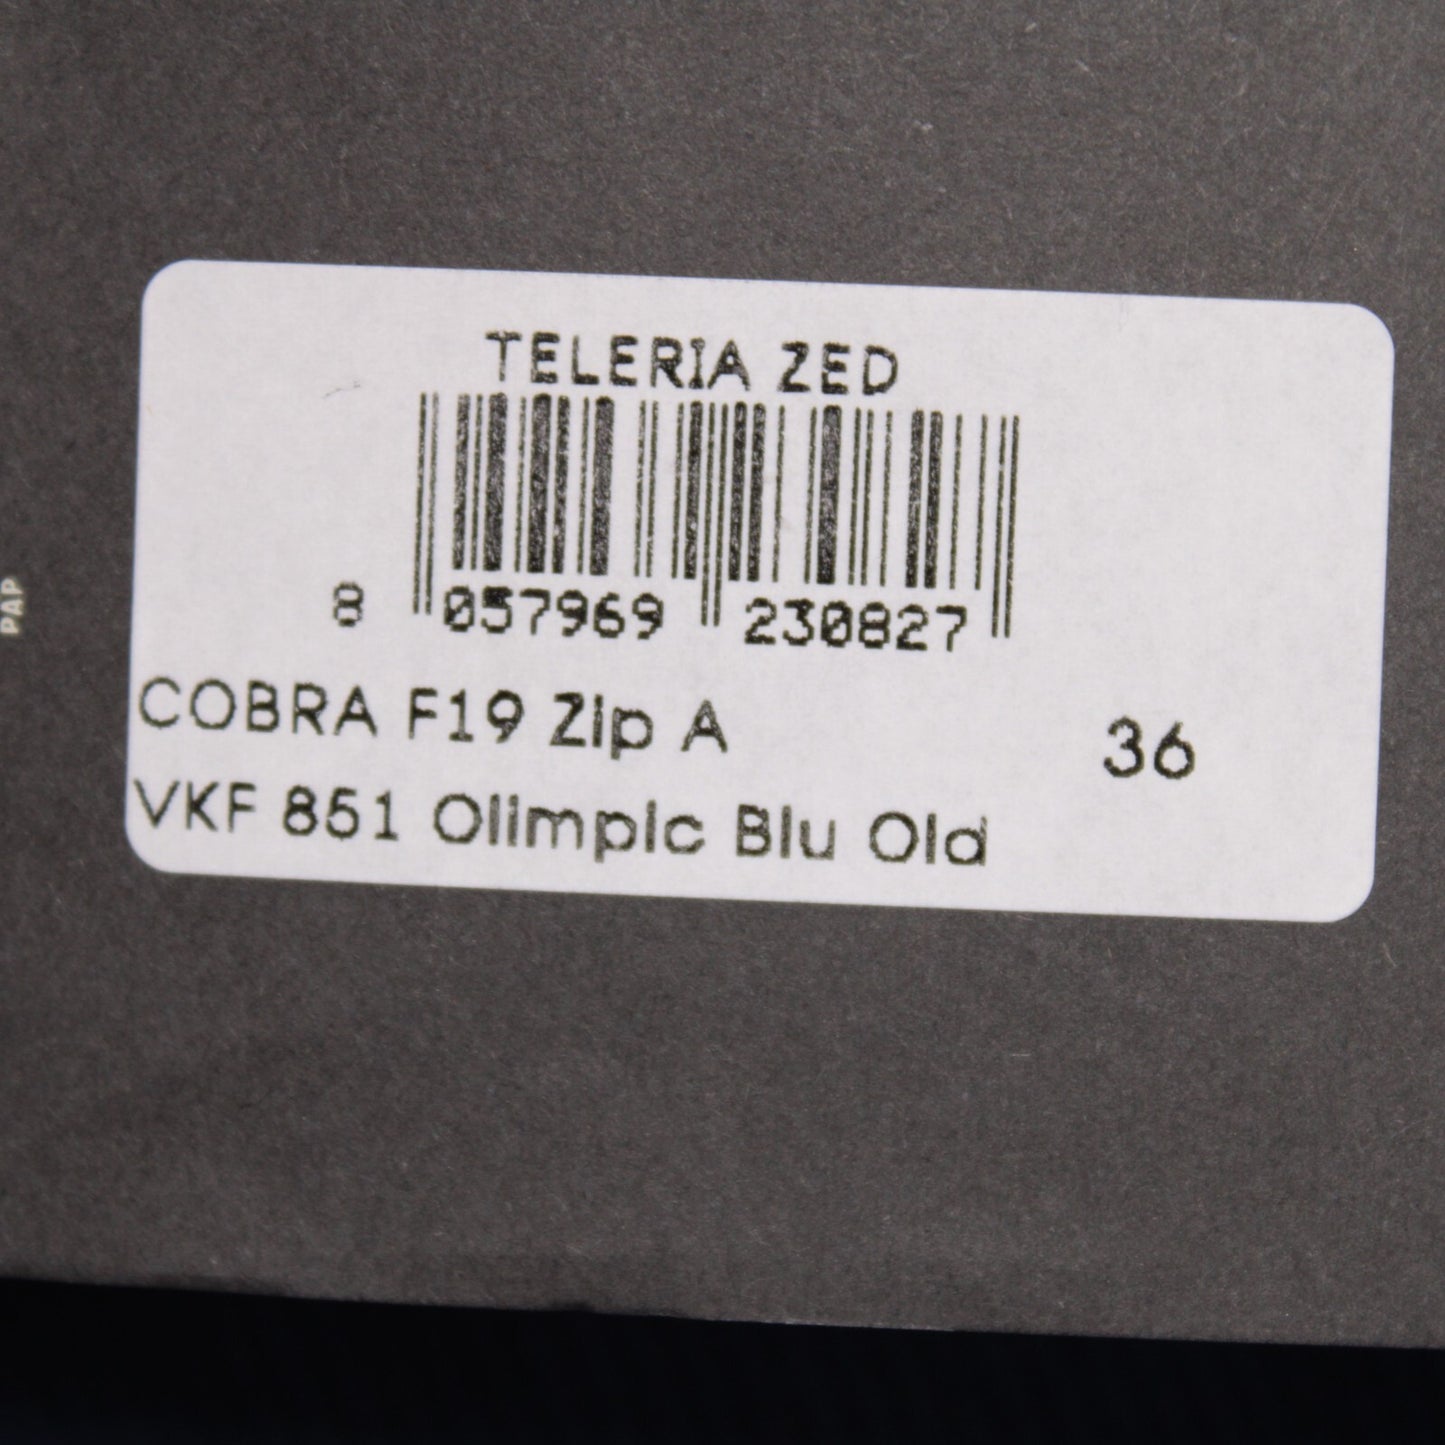 TELERIA ZED
8 057969 230827
COBRA F19 Zip A
36
VKF 851 Olimpic Blu Old
PAP